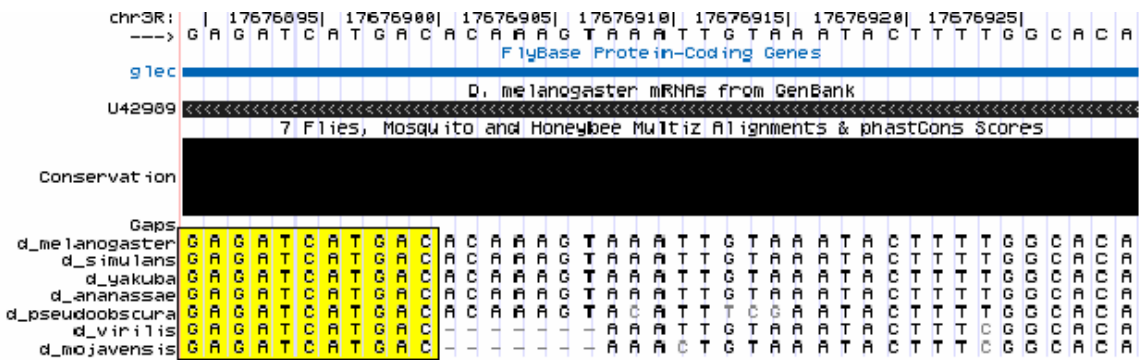 chr3R: | 17676895| 17676900| 17676905| 17676910| 17676915| 17676920| 17676925|
---> G A G A T C A T G A C A C A A A G T A A A T T G T A A A T A C T T T T G G C A C A
FlyBase Protein-Coding Genes
glec
D. melanogaster mRNAs from GenBank
U42989
7 Flies, Mosquito and Honeybee Multiz Alignments & phastCons Scores
Conservation
Gaps
d_melanogaster G A G A T C A T G A C A C A A A G T A A A T T G T A A A T A C T T T T G G C A C A
d_simulans G A G A T C A T G A C A C A A A G T A A A T T G T A A A T A C T T T T G G C A C A
d_yakuba G A G A T C A T G A C A C A A A G T A A A T T G T A A A T A C T T T T G G C A C A
d_ananassae G A G A T C A T G A C A C A A A G T A A A T T G T A A A T A C T T T T G G C A C A
d_pseudoobscura G A G A T C A T G A C A C A A A G T A C A T T T C G A A T A C T T T T G G C A C A
d_virilis G A G A T C A T G A C - - - - - - - A A A T T G T A A A T A C T T T C G G C A C A
d_mojavensis G A G A T C A T G A C - - - - - - - A A A C T G T A A A T A C T T T C G G C A C A